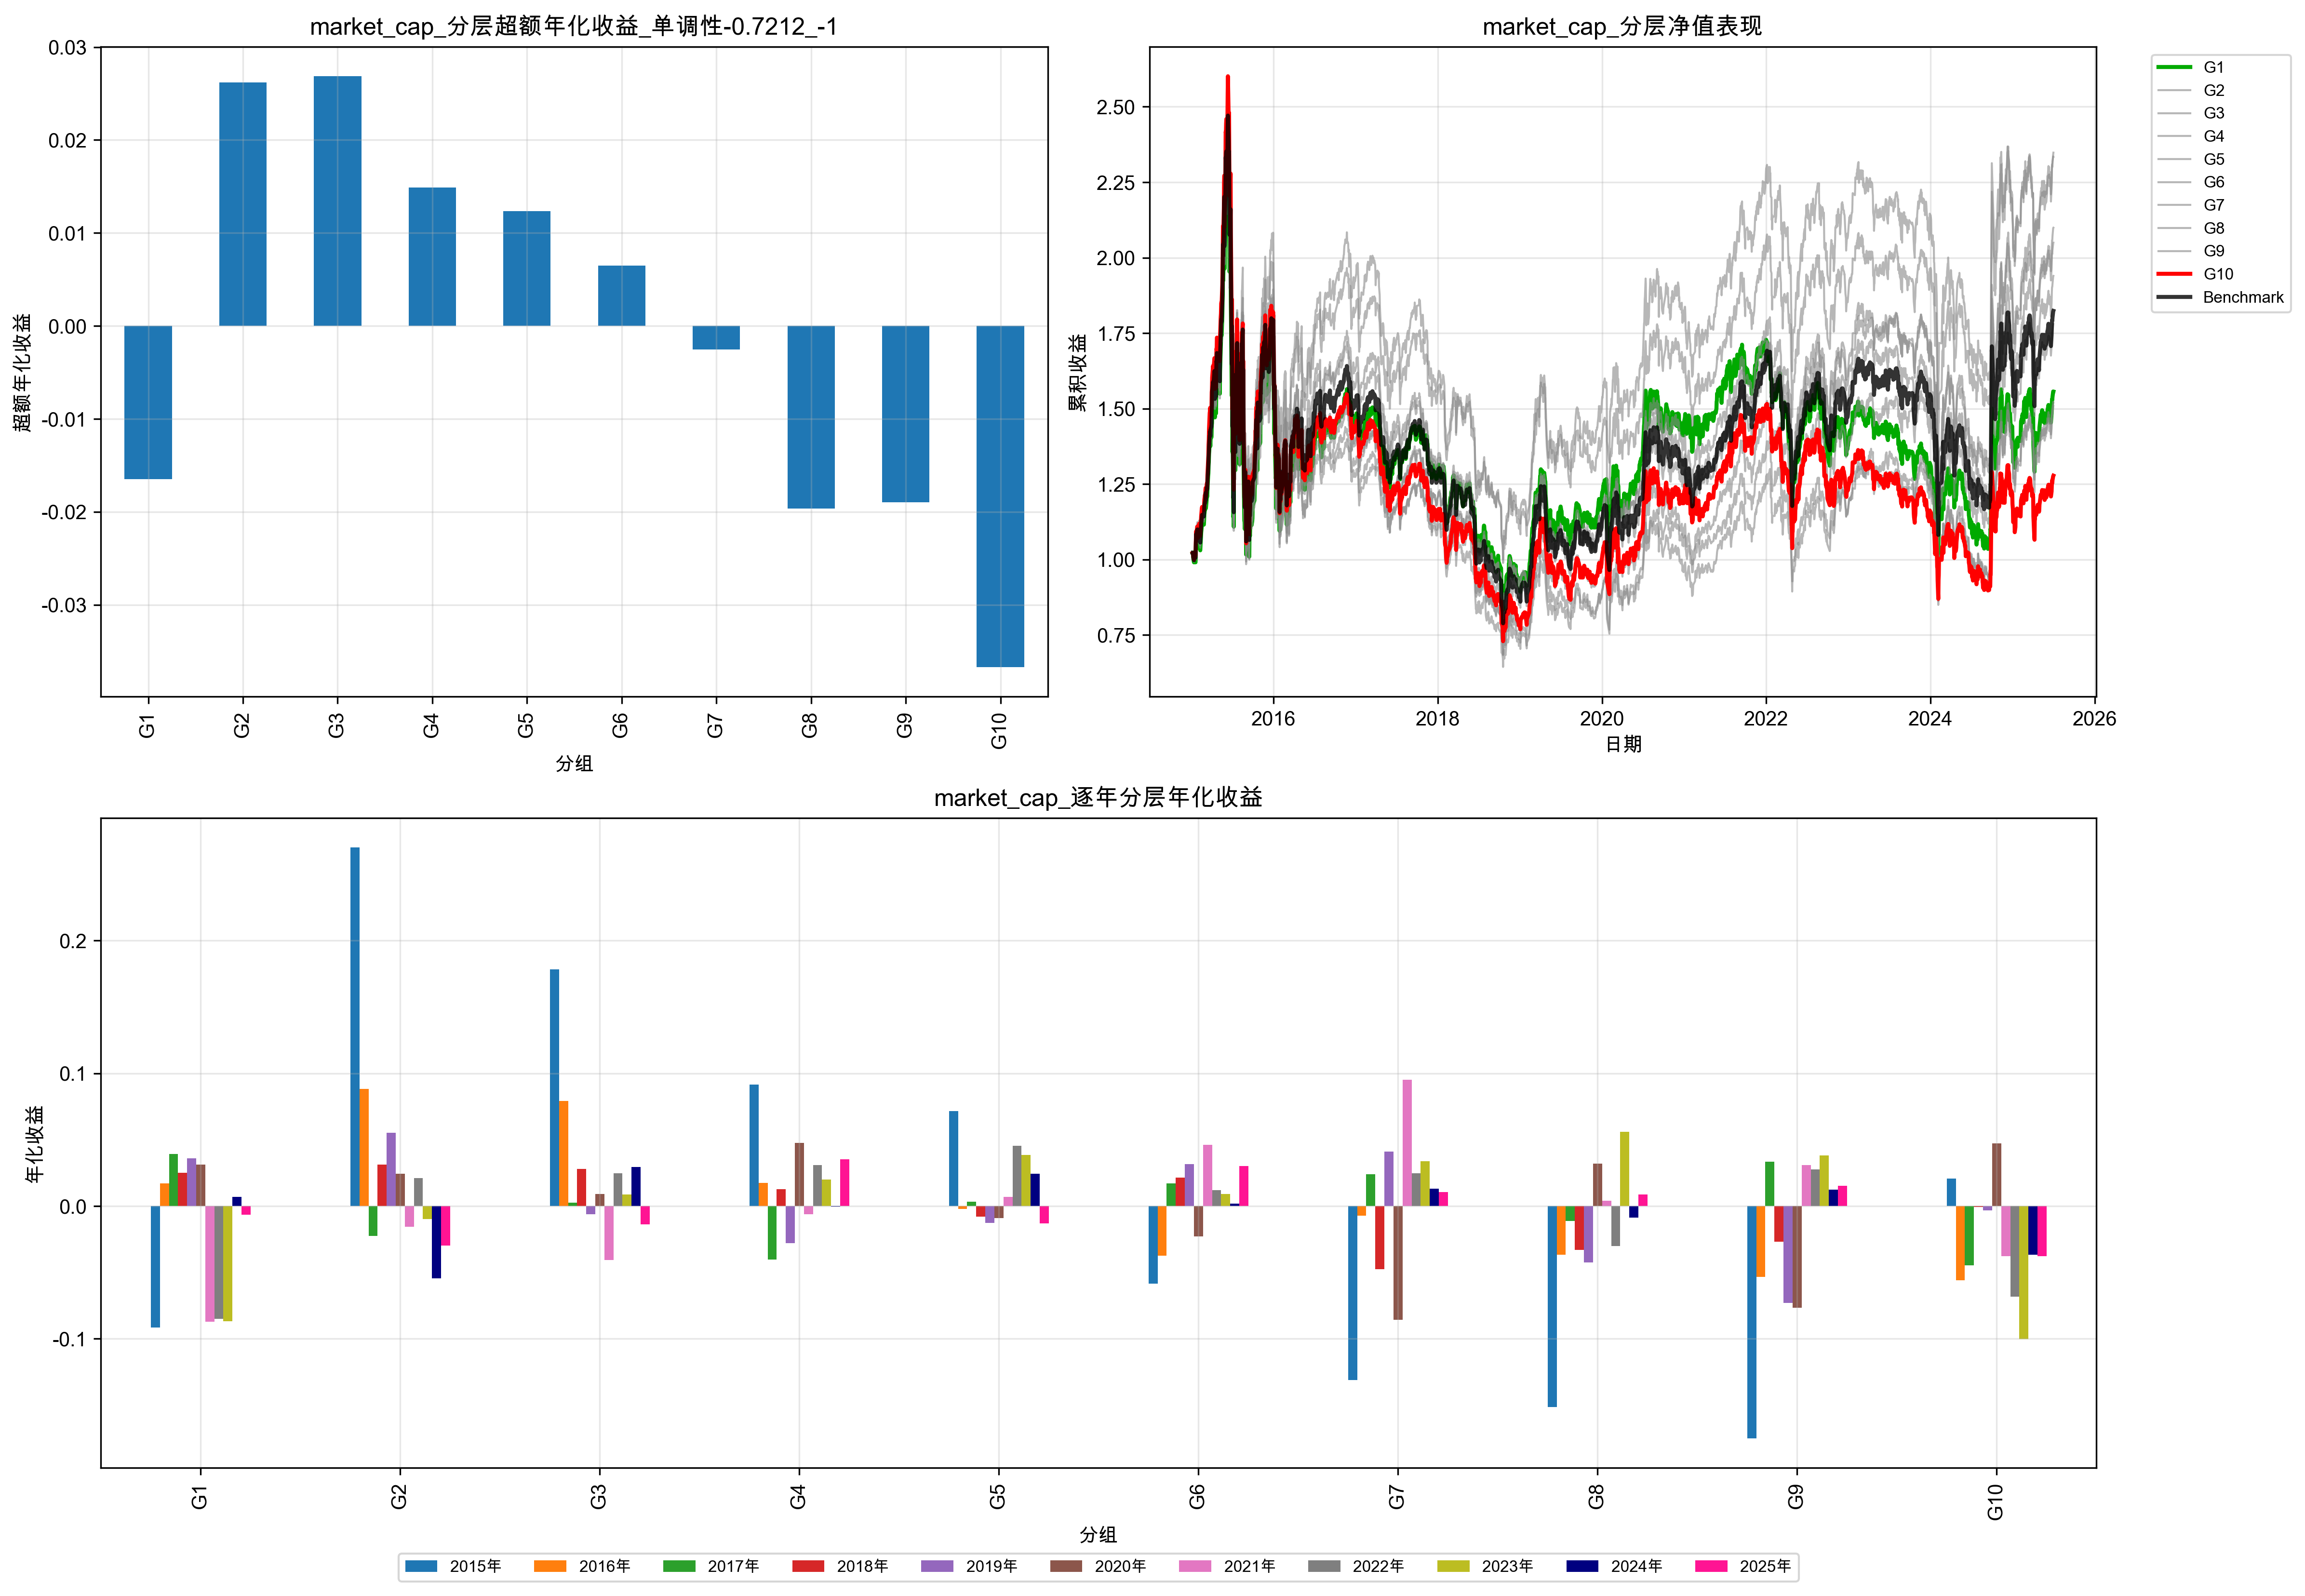 market_cap_分层超额年化收益_单调性-0.7212_-1
0.03
0.02
0.01
0.00
-0.01
-0.02
-0.03
超额年化收益
G1
G2
G3
G4
G5
G6
G7
G8
G9
G10
分组
market_cap_分层净值表现
2.50
2.25
2.00
1.75
1.50
1.25
1.00
0.75
累积收益
2016
2018
2020
2022
2024
2026
日期
G1
G2
G3
G4
G5
G6
G7
G8
G9
G10
Benchmark
market_cap_逐年分层年化收益
0.2
0.1
0.0
-0.1
年化收益
G1
G2
G3
G4
G5
G6
G7
G8
G9
G10
分组
2015年
2016年
2017年
2018年
2019年
2020年
2021年
2022年
2023年
2024年
2025年